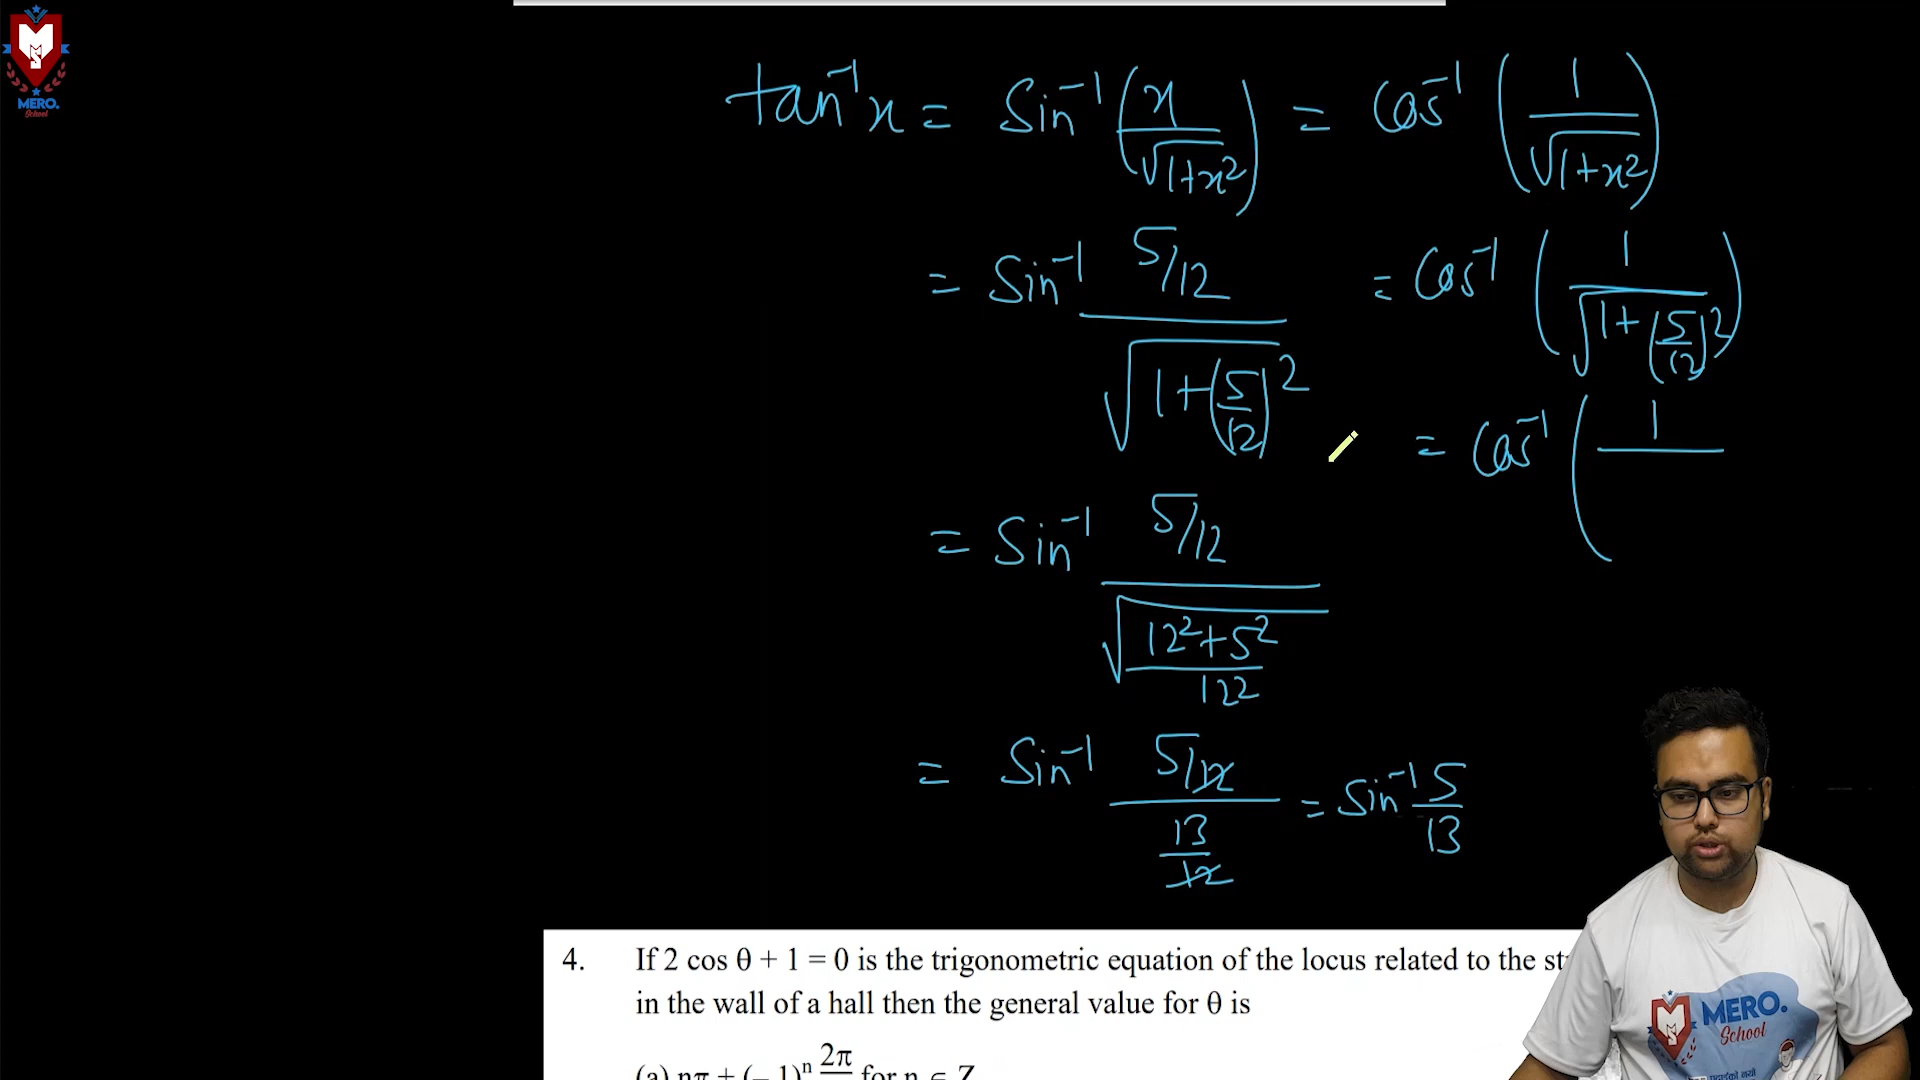 MERO.
School
tan⁻¹x = Sin⁻¹ (x/√(1+x²)) = Cos⁻¹ (1/√(1+x²))
= Sin⁻¹ (5/12)/√(1+(5/12)²) = Cos⁻¹ (1/√(1+(5/12)²))
= Cos⁻¹ (1
= Sin⁻¹ (5/12)/√((12²+5²)/12²)
= Sin⁻¹ (5/12)/(13/12) = Sin⁻¹ 5/13
4. If 2 cos θ + 1 = 0 is the trigonometric equation of the locus related to the
in the wall of a hall then the general value for θ is
(a) nπ + (– 1)ⁿ 2π for n ∈ Z
MERO.
School